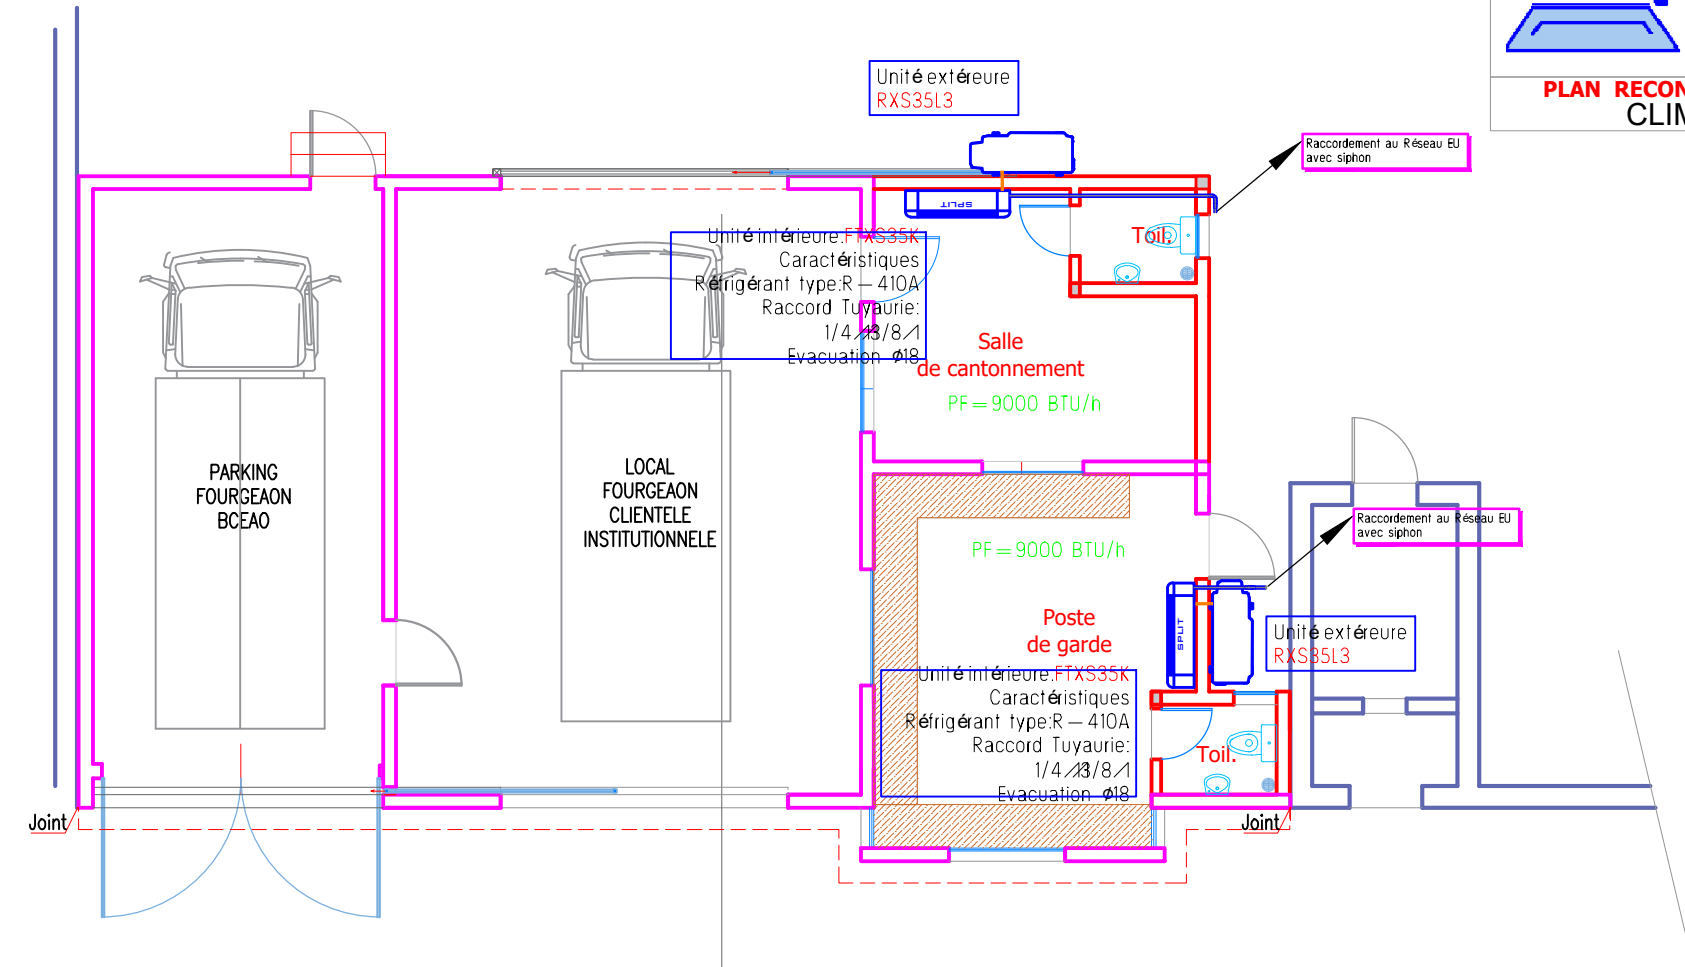 PLAN RECON
CLIM
Unité extéreure
RXS35L3
Raccordement au Réseau EU
avec siphon
SPLIT
Toil.
Unité intérieure:FTXS35K
Caractéristiques
Réfrigérant type:R-410A
Raccord Tuyaurie:
Evacuation Ø18
Salle
de cantonnement
PF=9000 BTU/h
PARKING
FOURGEAON
BCEAO
LOCAL
FOURGEAON
CLIENTELE
INSTITUTIONNELE
Raccordement au Réseau EU
avec siphon
PF=9000 BTU/h
SPLIT
Poste
de garde
Unité extéreure
RXS35L3
Unité intérieure:FTXS35K
Caractéristiques
Réfrigérant type:R-410A
Raccord Tuyaurie:
Evacuation Ø18
Toil.
Joint
Joint